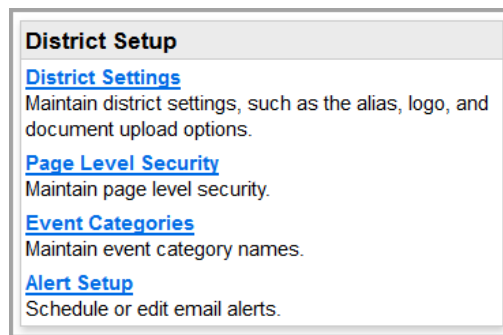 District Setup
District Settings
Maintain district settings, such as the alias, logo, and
document upload options.
Page Level Security
Maintain page level security.
Event Categories
Maintain event category names.
Alert Setup
Schedule or edit email alerts.